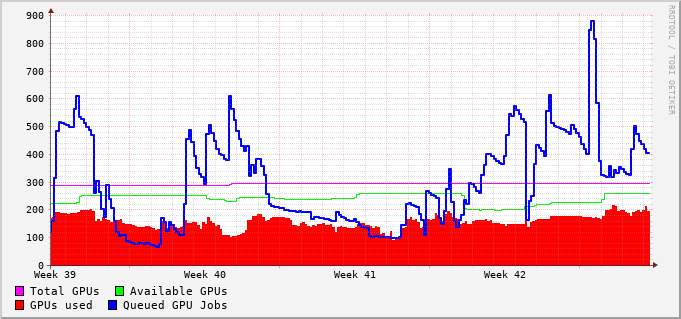 900
800
700
600
500
400
300
200
100
0
Week 39 Week 40 Week 41 Week 42
Total GPUs Available GPUs
GPUs used Queued GPU Jobs
RRDTOOL / TOBI OETIKER